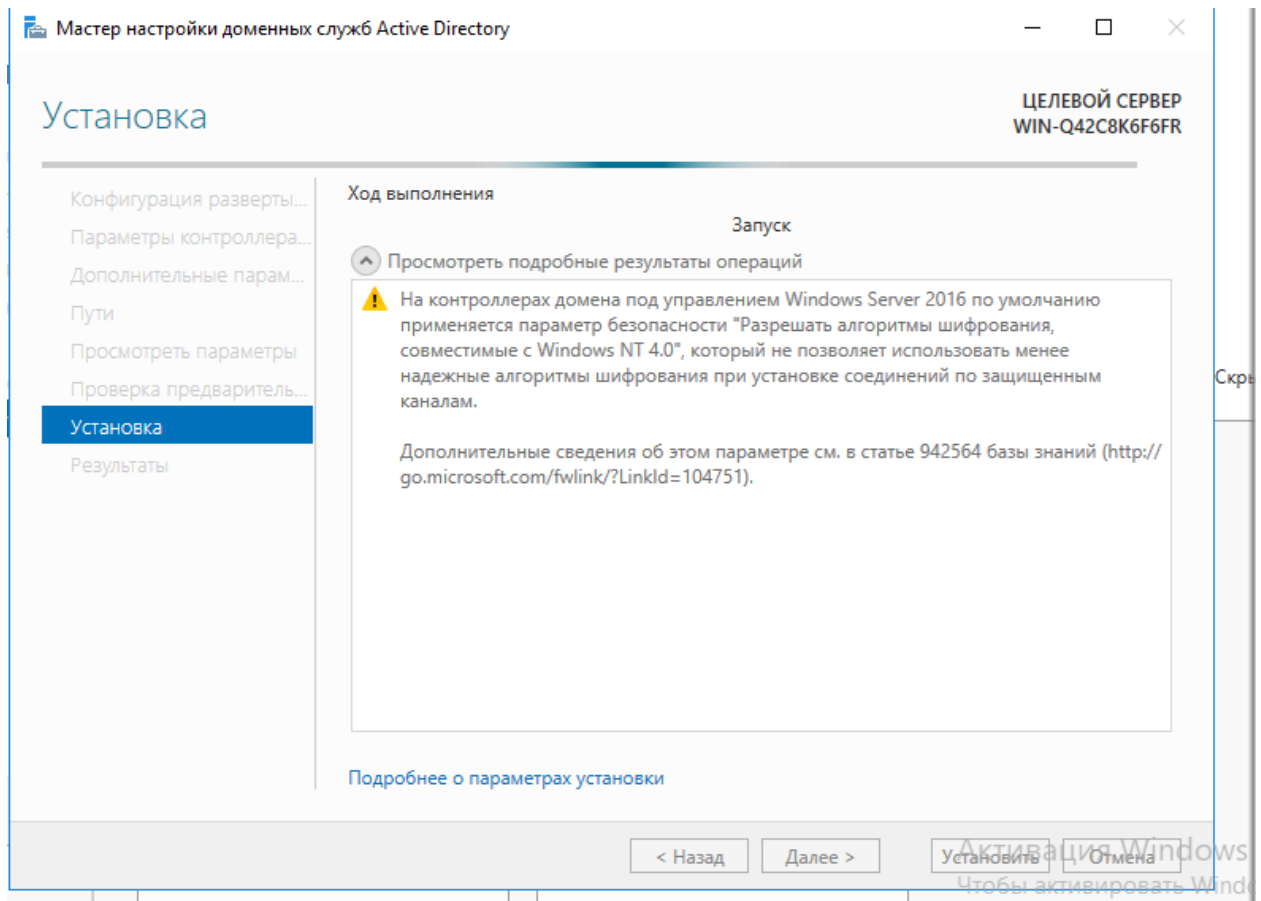 Мастер настройки доменных служб Active Directory
Установка
ЦЕЛЕВОЙ СЕРВЕР
WIN-Q42C8K6F6FR
Конфигурация разверты...
Параметры контроллера...
Дополнительные парам...
Пути
Просмотреть параметры
Проверка предваритель...
Установка
Результаты
Ход выполнения
Запуск
Просмотреть подробные результаты операций
На контроллерах домена под управлением Windows Server 2016 по умолчанию
применяется параметр безопасности "Разрешать алгоритмы шифрования,
совместимые с Windows NT 4.0", который не позволяет использовать менее
надежные алгоритмы шифрования при установке соединений по защищенным
каналам.
Дополнительные сведения об этом параметре см. в статье 942564 базы знаний (http://
go.microsoft.com/fwlink/?LinkId=104751).
Подробнее о параметрах установки
Скры
< Назад
Далее >
Установить
Отмена
Активация Windows
Чтобы активировать Windo